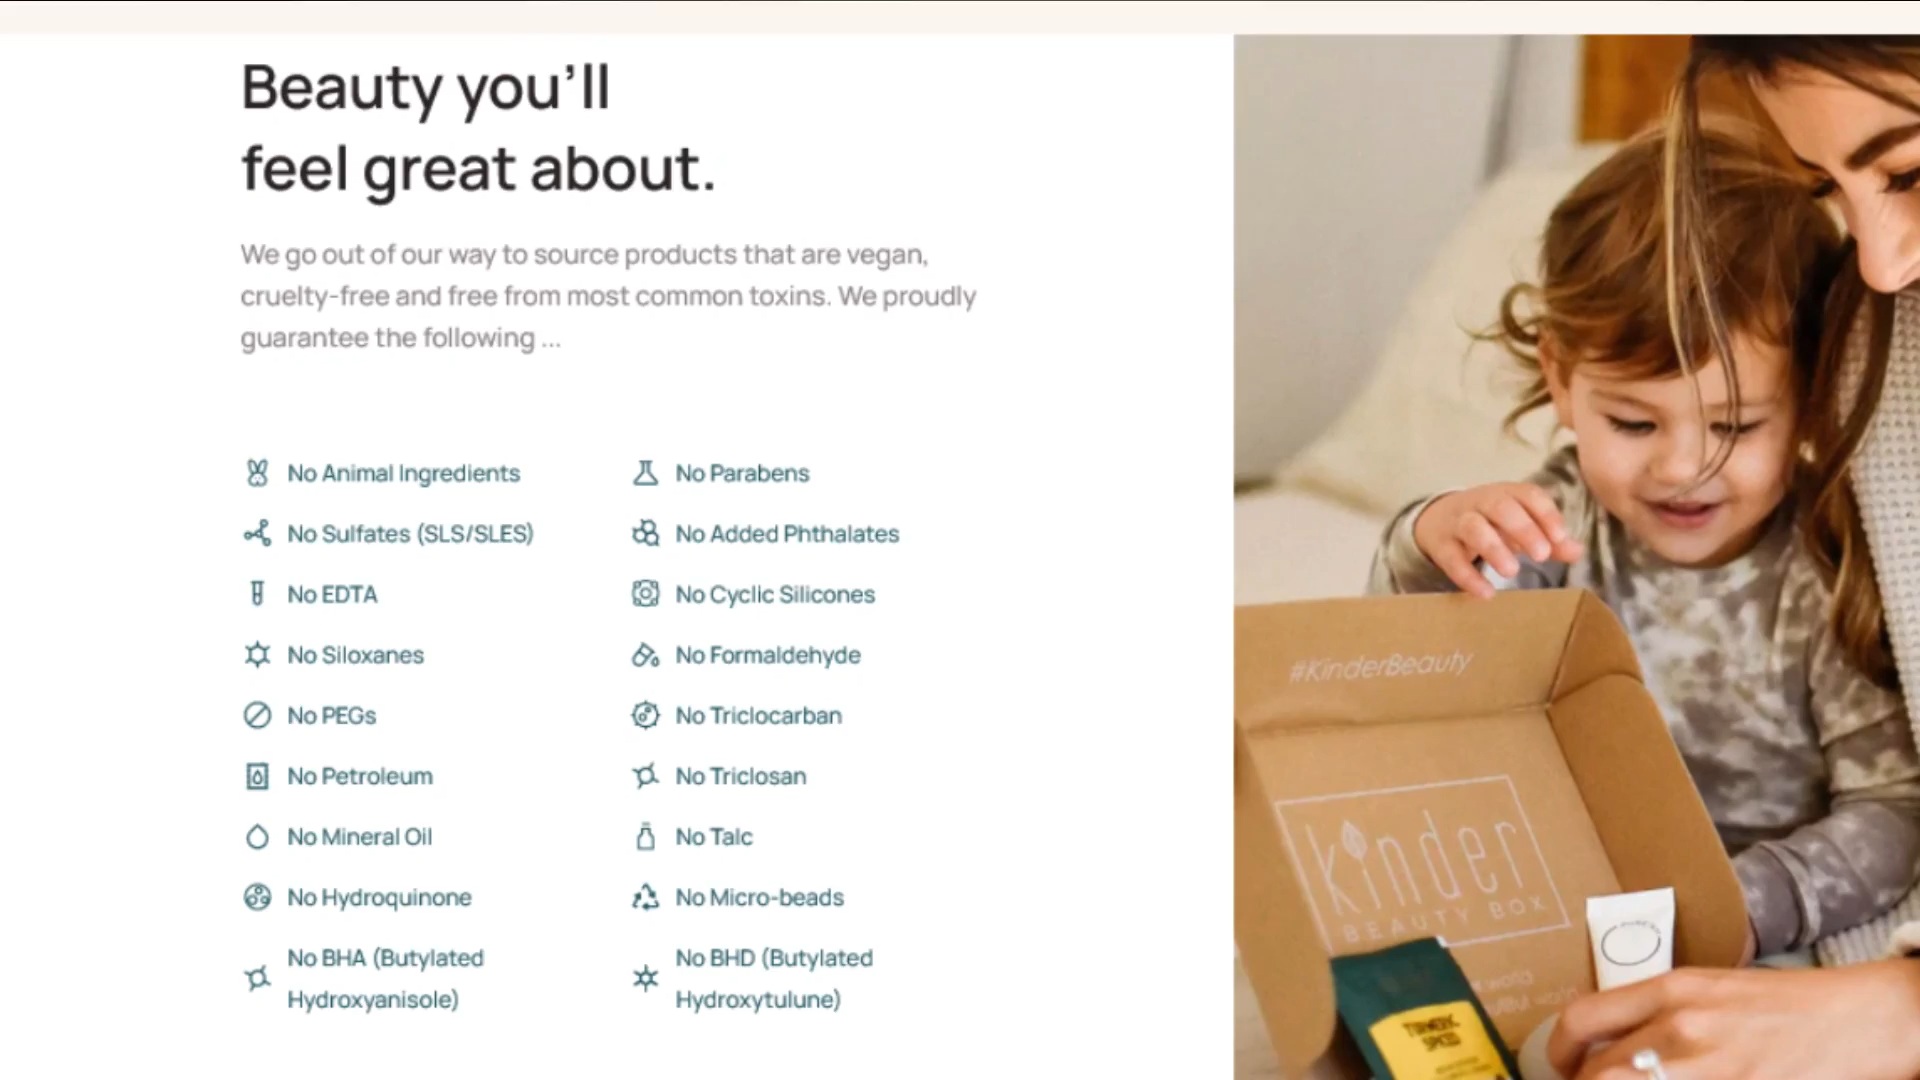 Beauty you’ll
feel great about.
We go out of our way to source products that are vegan,
cruelty-free and free from most common toxins. We proudly
guarantee the following ...
No Animal Ingredients
No Sulfates (SLS/SLES)
No EDTA
No Siloxanes
No PEGs
No Petroleum
No Mineral Oil
No Hydroquinone
No BHA (Butylated
Hydroxyanisole)
No Parabens
No Added Phthalates
No Cyclic Silicones
No Formaldehyde
No Triclocarban
No Triclosan
No Talc
No Micro-beads
No BHD (Butylated
Hydroxytulune)
#KinderBeauty
kinder
BEAUTY BOX
world
world
TURMERIC
SPICED